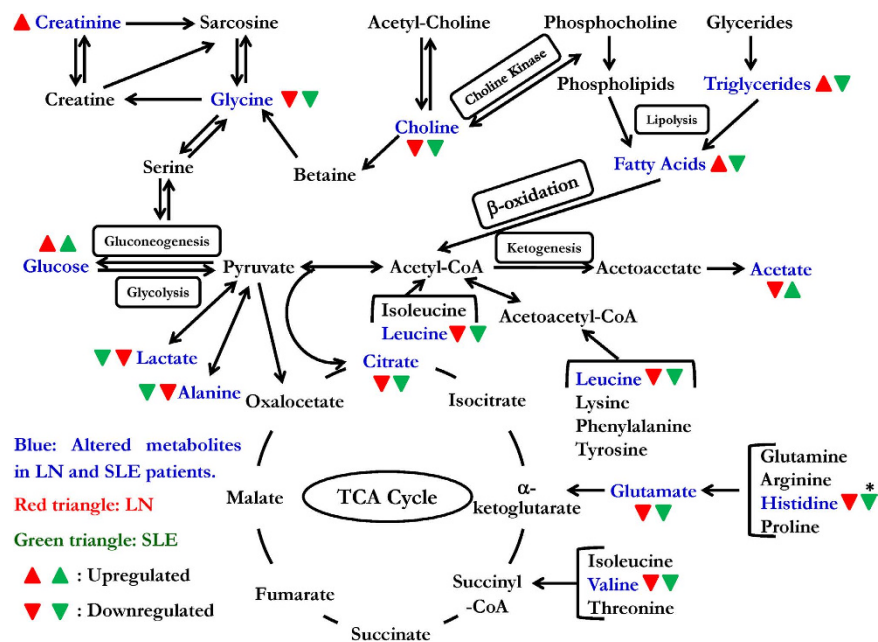 Creatinine
Sarcosine
Acetyl-Choline
Phosphocholine
Glycerides
Choline Kinase
Creatine
Glycine
Choline
Phospholipids
Triglycerides
Lipolysis
Serine
Betaine
Fatty Acids
β-oxidation
Gluconeogenesis
Ketogenesis
Glucose
Pyruvate
Acetyl-CoA
Acetoacetate
Acetate
Glycolysis
Isoleucine
Leucine
Acetoacetyl-CoA
Lactate
Citrate
Alanine
Oxalocetate
Isocitrate
Leucine
Lysine
Phenylalanine
Tyrosine
Blue: Altered metabolites
in LN and SLE patients.
Red triangle: LN
Green triangle: SLE
: Upregulated
: Downregulated
Malate
TCA Cycle
α-
ketoglutarate
Glutamate
Glutamine
Arginine
Histidine *
Proline
Fumarate
Succinyl
-CoA
Isoleucine
Valine
Threonine
Succinate